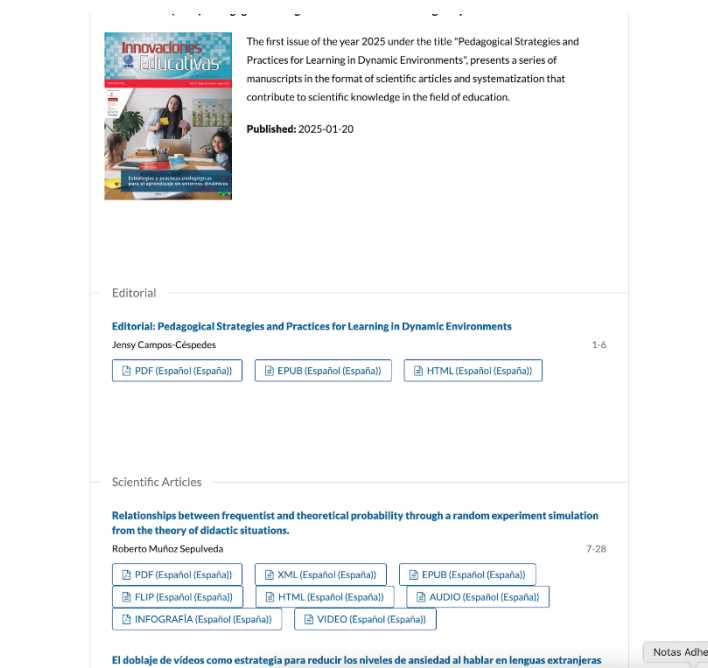 Innovaciones
Educativas
Estrategias y prácticas pedagógicas
para el aprendizaje en entornos dinámicos
The first issue of the year 2025 under the title "Pedagogical Strategies and
Practices for Learning in Dynamic Environments", presents a series of
manuscripts in the format of scientific articles and systematization that
contribute to scientific knowledge in the field of education.
Published: 2025-01-20
Editorial
Editorial: Pedagogical Strategies and Practices for Learning in Dynamic Environments
Jensy Campos-Céspedes 1-6
PDF (Español (España)) EPUB (Español (España)) HTML (Español (España))
Scientific Articles
Relationships between frequentist and theoretical probability through a random experiment simulation
from the theory of didactic situations.
Roberto Muñoz Sepulveda 7-28
PDF (Español (España)) XML (Español (España)) EPUB (Español (España))
FLIP (Español (España)) HTML (Español (España)) AUDIO (Español (España))
INFOGRAFÍA (Español (España)) VIDEO (Español (España))
Notas Adhe
El doblaje de vídeos como estrategia para reducir los niveles de ansiedad al hablar en lenguas extranjeras